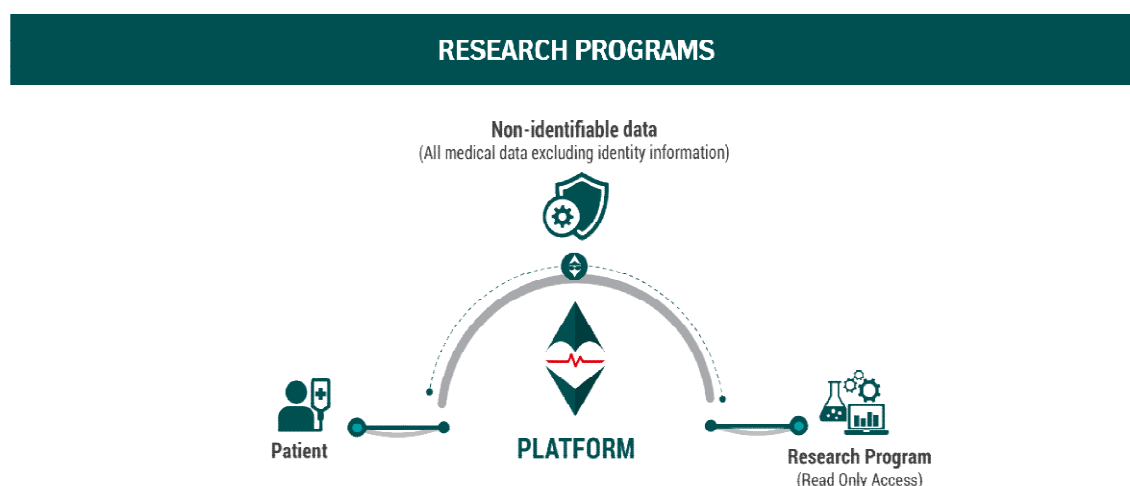 RESEARCH PROGRAMS
Non-identifiable data
(All medical data excluding identity information)
Patient
PLATFORM
Research Program
(Read Only Access)